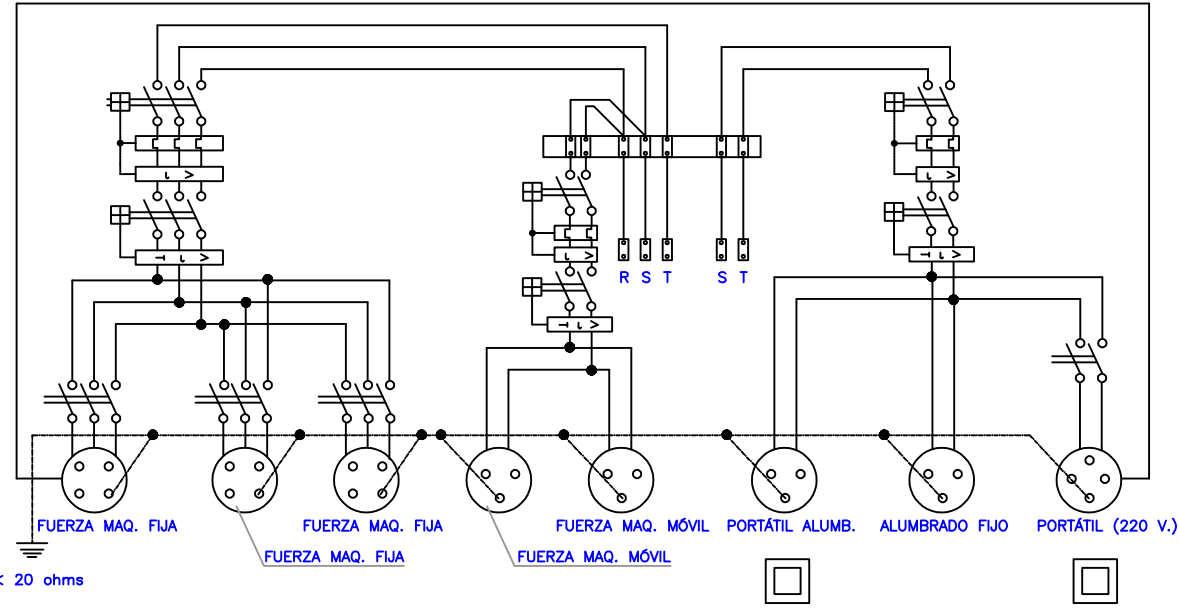 R S T S T
FUERZA MAQ. FIJA
FUERZA MAQ. FIJA
FUERZA MAQ. MÓVIL
PORTÁTIL ALUMB.
ALUMBRADO FIJO
PORTÁTIL (220 V.)
FUERZA MAQ. FIJA
FUERZA MAQ. MÓVIL
< 20 ohms